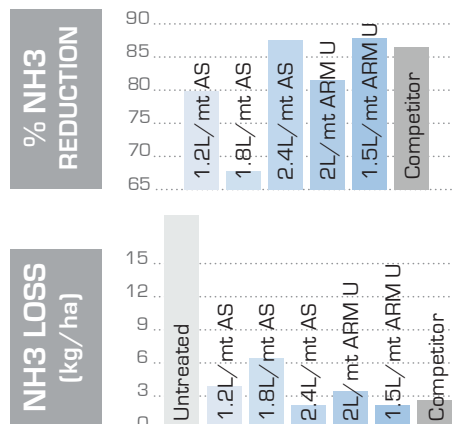 % NH3
REDUCTION
90
85
80
75
70
65
1.2L/mt AS
1.8L/mt AS
2.4L/mt AS
2L/mt ARM U
1.5L/mt ARM U
Competitor
NH3 LOSS
(kg/ha)
15
12
9
6
3
0
Untreated
1.2L/mt AS
1.8L/mt AS
2.4L/mt AS
2L/mt ARM U
1.5L/mt ARM U
Competitor